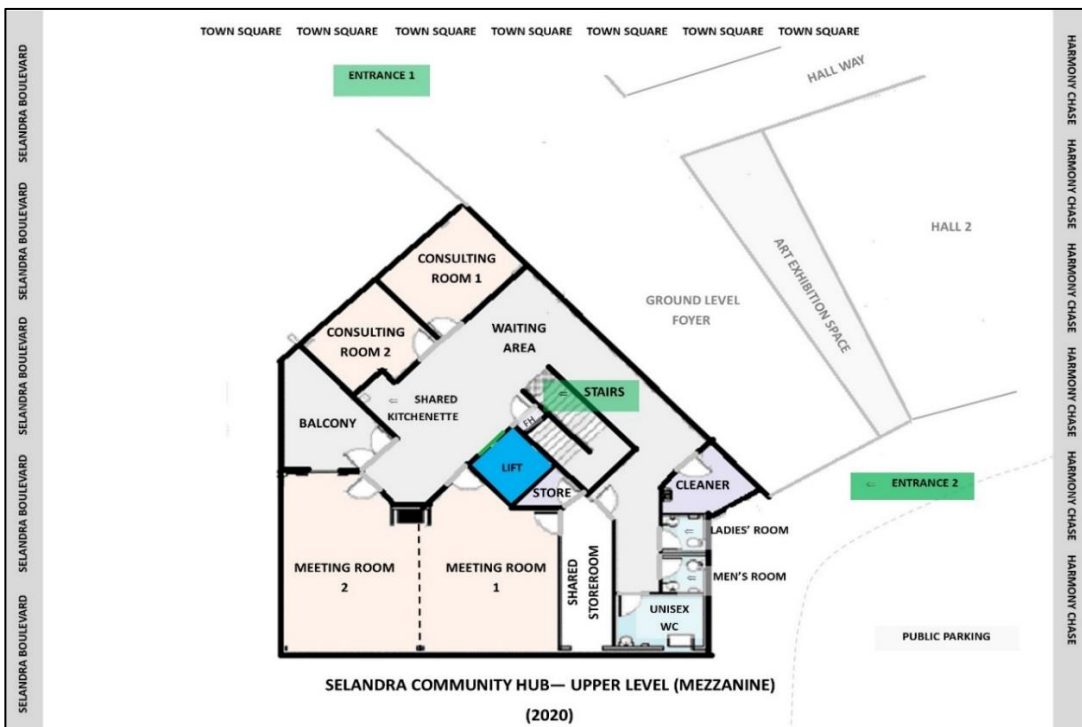 TOWN SQUARE TOWN SQUARE TOWN SQUARE TOWN SQUARE TOWN SQUARE TOWN SQUARE TOWN SQUARE
SELANDRA BOULEVARD SELANDRA BOULEVARD SELANDRA BOULEVARD SELANDRA BOULEVARD SELANDRA BOULEVARD
HARMONY CHASE HARMONY CHASE HARMONY CHASE HARMONY CHASE HARMONY CHASE HARMONY CHASE
ENTRANCE 1
HALL WAY
HALL 2
ART EXHIBITION SPACE
GROUND LEVEL
FOYER
CONSULTING
ROOM 1
CONSULTING
ROOM 2
WAITING
AREA
⇐ STAIRS
⇐ SHARED
KITCHENETTE
BALCONY
FH
LIFT
STORE
CLEANER
⇐ ENTRANCE 2
LADIES' ROOM
MEN'S ROOM
MEETING ROOM
2
MEETING ROOM
1
SHARED
STOREROOM
UNISEX
WC
PUBLIC PARKING
SELANDRA COMMUNITY HUB— UPPER LEVEL (MEZZANINE)
(2020)